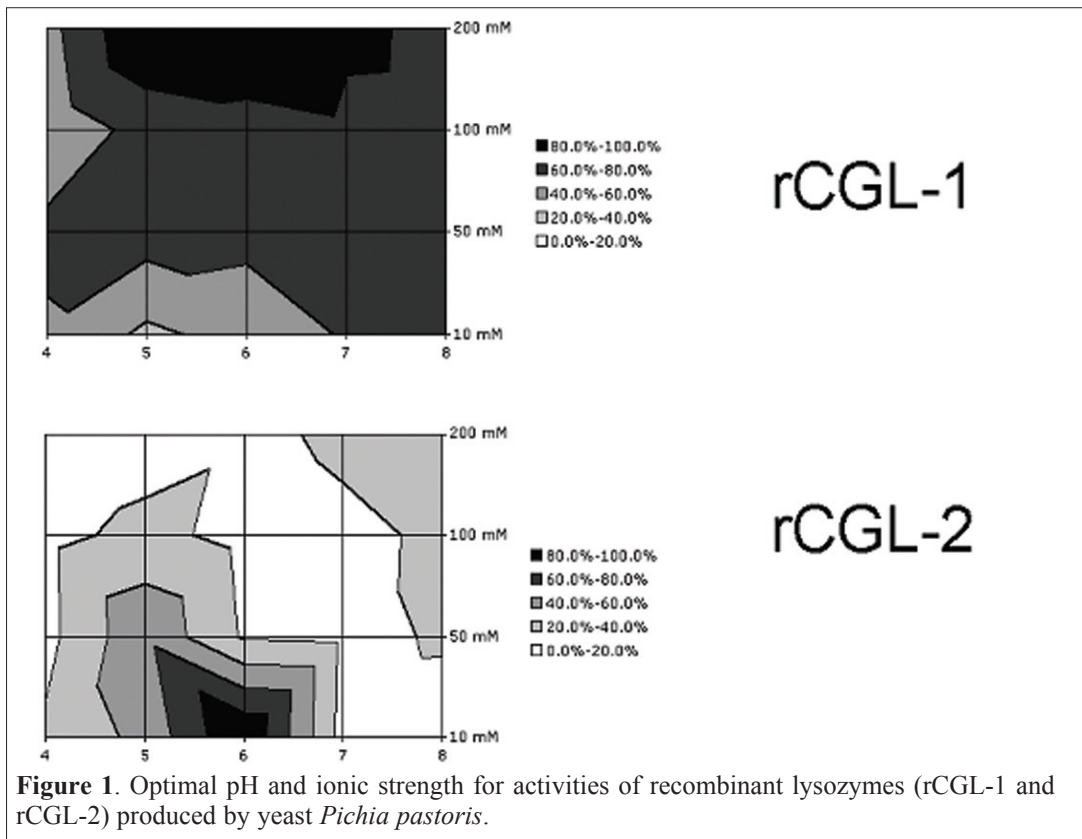 200 mM
100 mM
50 mM
10 mM
4 5 6 7 8
80.0%-100.0%
60.0%-80.0%
40.0%-60.0%
20.0%-40.0%
0.0%-20.0%
rCGL-1
200 mM
100 mM
50 mM
10 mM
4 5 6 7 8
80.0%-100.0%
60.0%-80.0%
40.0%-60.0%
20.0%-40.0%
0.0%-20.0%
rCGL-2
Figure 1. Optimal pH and ionic strength for activities of recombinant lysozymes (rCGL-1 and
rCGL-2) produced by yeast Pichia pastoris.